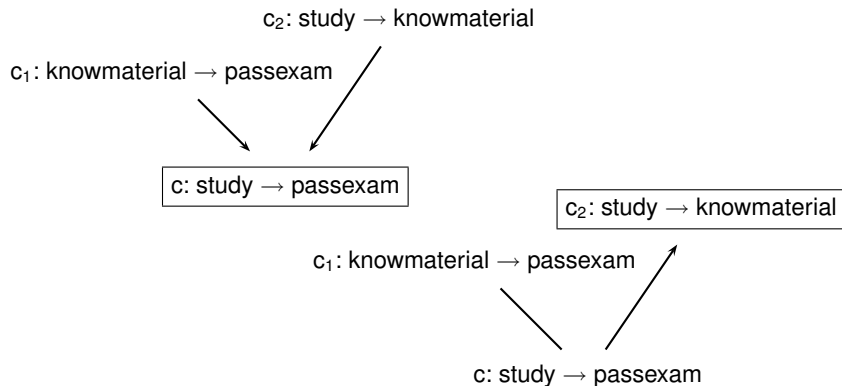 c₂: study → knowmaterial
c₁: knowmaterial → passexam
c: study → passexam
c₂: study → knowmaterial
c₁: knowmaterial → passexam
c: study → passexam